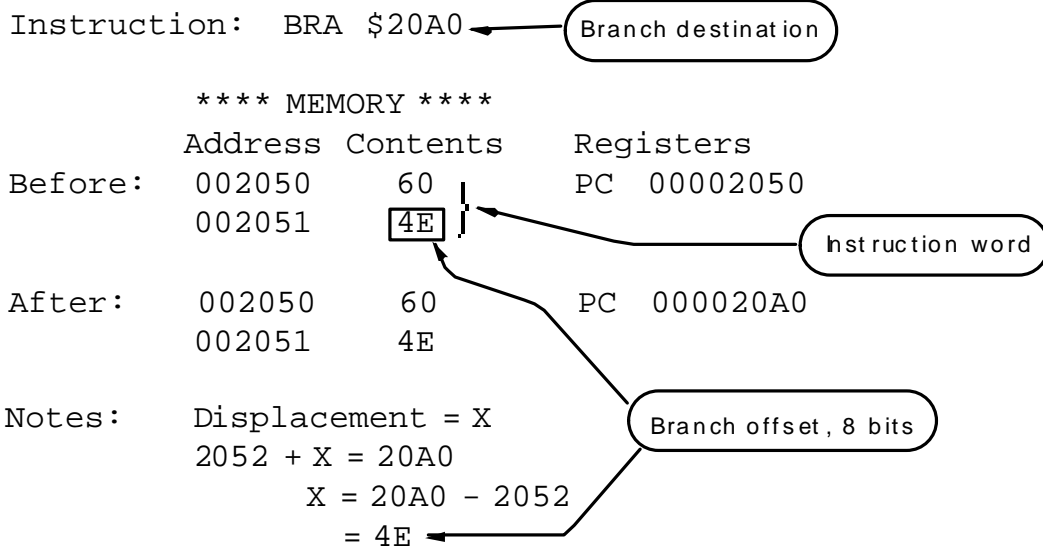 Instruction: BRA $20A0 Branch destination
**** MEMORY ****
Address Contents Registers
Before: 002050 60 PC 00002050
002051 4E
Instruction word
After: 002050 60 PC 000020A0
002051 4E
Notes: Displacement = X
Branch offset, 8 bits
2052 + X = 20A0
X = 20A0 – 2052
= 4E